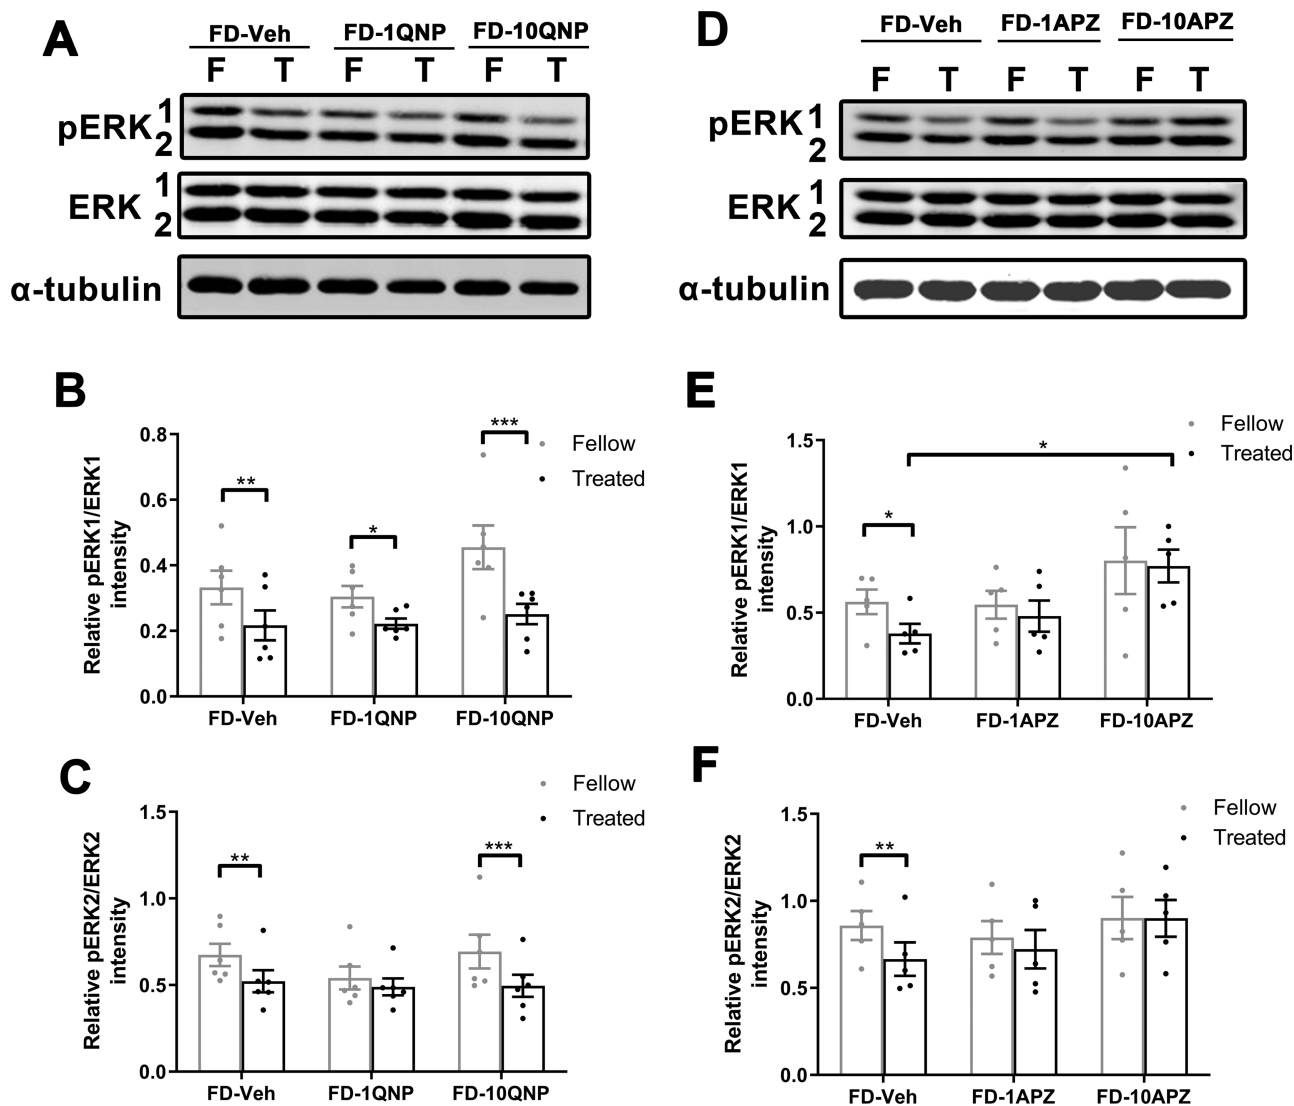 A
FD-Veh FD-1QNP FD-10QNP
F T F T F T
pERK 1
2
ERK 1
2
α-tubulin
D
FD-Veh FD-1APZ FD-10APZ
F T F T F T
pERK 1
2
ERK 1
2
α-tubulin
B
Relative pERK1/ERK1
intensity
0.8
0.6
0.4
0.2
0.0
**
*
***
Fellow
Treated
FD-Veh FD-1QNP FD-10QNP
E
Relative pERK1/ERK1
intensity
1.5
1.0
0.5
0.0
*
*
Fellow
Treated
FD-Veh FD-1APZ FD-10APZ
C
Relative pERK2/ERK2
intensity
1.5
1.0
0.5
0.0
**
***
Fellow
Treated
FD-Veh FD-1QNP FD-10QNP
F
Relative pERK2/ERK2
intensity
1.5
1.0
0.5
0.0
**
Fellow
Treated
FD-Veh FD-1APZ FD-10APZ